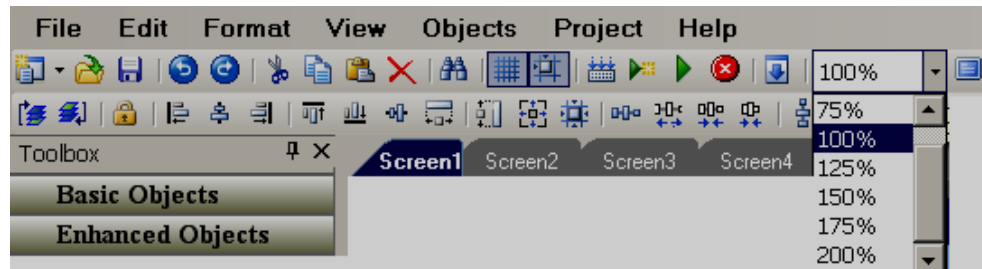 File Edit Format View Objects Project Help
100%
75%
100%
125%
150%
175%
200%
Toolbox
Screen1 Screen2 Screen3 Screen4
Basic Objects
Enhanced Objects